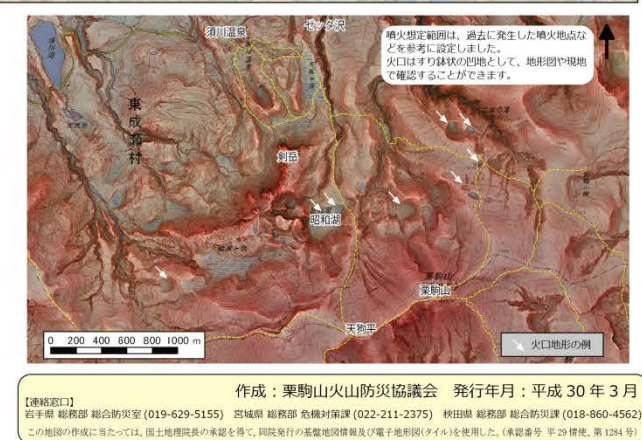 須川温泉
ゼッタ沢
噴火想定範囲は、過去に発生した噴火地点な
どを参考に設定しました。
火口はすり鉢状の凹地として、地形図や現地
で確認することができます。
東成瀬村
剣岳
昭和湖
栗駒山
栗駒山
天狗平
0 200 400 600 800 1000 m
火口地形の例
作成:栗駒山火山防災協議会 発行年月:平成 30 年 3 月
【連絡窓口】
岩手県 総務部 総合防災室 (019-629-5155) 宮城県 総務部 危機対策課 (022-211-2375) 秋田県 総務部 総合防災課 (018-860-4562)
この地図の作成に当たっては、国土地理院長の承認を得て、同院発行の基盤地図情報及び電子地形図(タイル)を使用した。(承認番号 平 29 情使、第 1284 号)